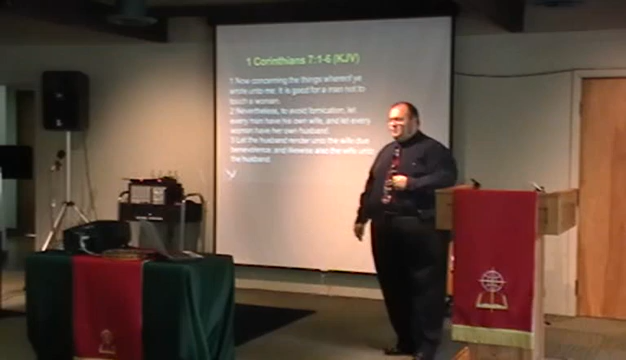 1 Corinthians 7:1-6 (KJV)
1 Now concerning the things whereof ye
wrote unto me: It is good for a man not to
touch a woman.
2 Nevertheless, to avoid fornication, let
every man have his own wife, and let every
woman have her own husband.
3 Let the husband render unto the wife due
benevolence: and likewise also the wife unto
the husband.